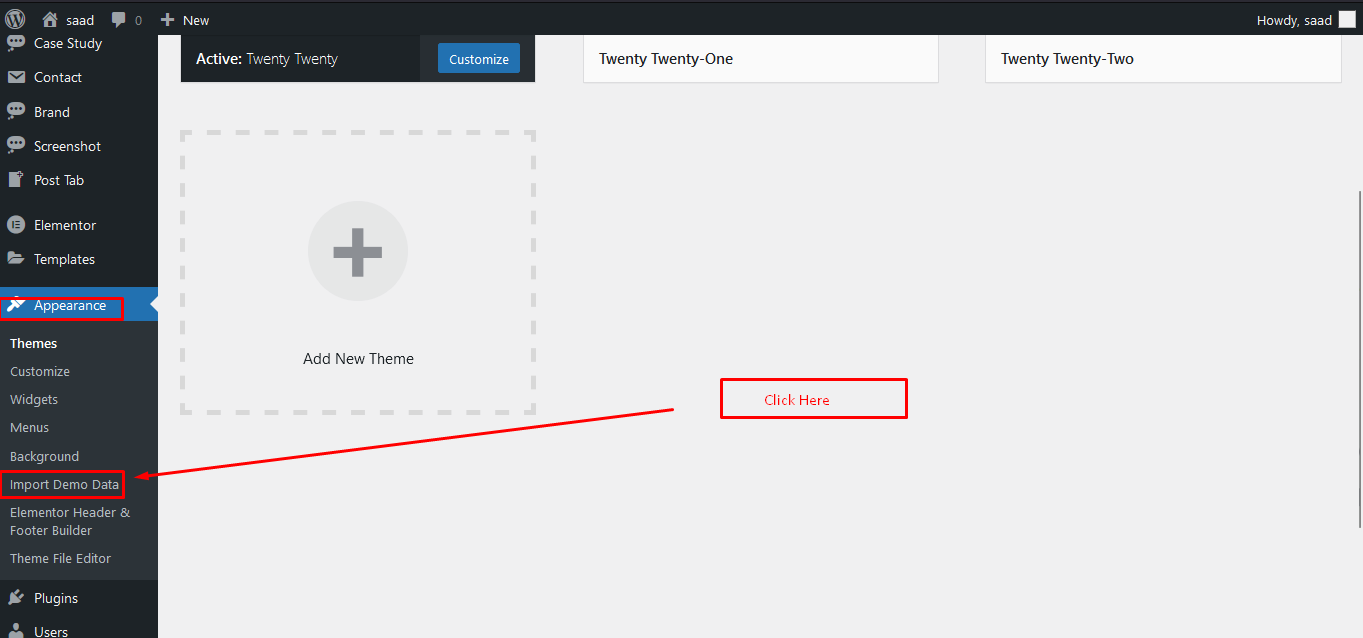 saad
0
New
Howdy, saad
Case Study
Contact
Brand
Screenshot
Post Tab
Elementor
Templates
Appearance
Themes
Customize
Widgets
Menus
Background
Import Demo Data
Elementor Header &
Footer Builder
Theme File Editor
Plugins
Users
Active: Twenty Twenty
Customize
Twenty Twenty-One
Twenty Twenty-Two
Add New Theme
Click Here